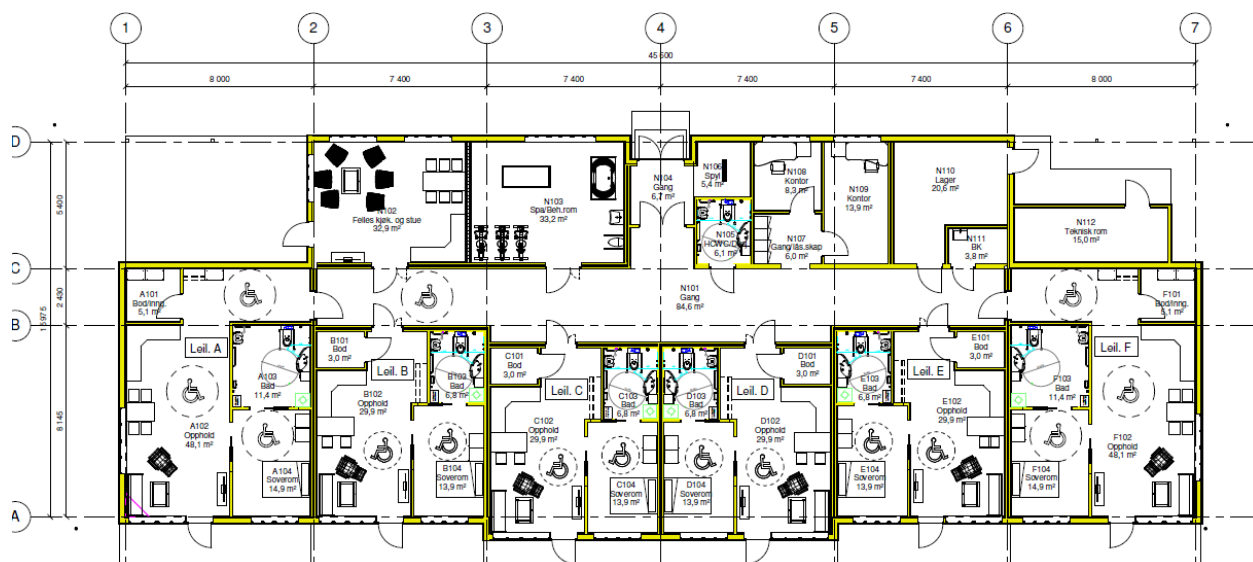 1 2 3 4 5 6 7
45 600
8 000 7 400 7 400 7 400 7 400 8 000
D
C
B
A
5 400
2 430
8 145
15 975
N102
Felles kjøk. og stue
32,9 m²
N103
Spa/Beh.rom
33,2 m²
N104
Gang
6,7 m²
N106
Spyl
5,4 m²
N108
Kontor
8,3 m²
N109
Kontor
13,9 m²
N110
Lager
20,6 m²
N105
6,1 m²
N107
Gang/lås.skap
6,0 m²
N111
BK
3,8 m²
N112
Teknisk rom
15,0 m²
N101
Gang
84,6 m²
A101
Bod/inng.
5,1 m²
F101
Bod/inng.
5,1 m²
Leil. A
A103
Bad
11,4 m²
A102
Opphold
48,1 m²
A104
Soverom
14,9 m²
B101
Bod
3,0 m²
Leil. B
B103
Bad
6,8 m²
B102
Opphold
29,9 m²
B104
Soverom
13,9 m²
C101
Bod
3,0 m²
Leil. C
C103
Bad
6,8 m²
C102
Opphold
29,9 m²
C104
Soverom
13,9 m²
D101
Bod
3,0 m²
Leil. D
D103
Bad
6,8 m²
D102
Opphold
29,9 m²
D104
Soverom
13,9 m²
E101
Bod
3,0 m²
Leil. E
E103
Bad
6,8 m²
E102
Opphold
29,9 m²
E104
Soverom
13,9 m²
Leil. F
F103
Bad
11,4 m²
F102
Opphold
48,1 m²
F104
Soverom
14,9 m²